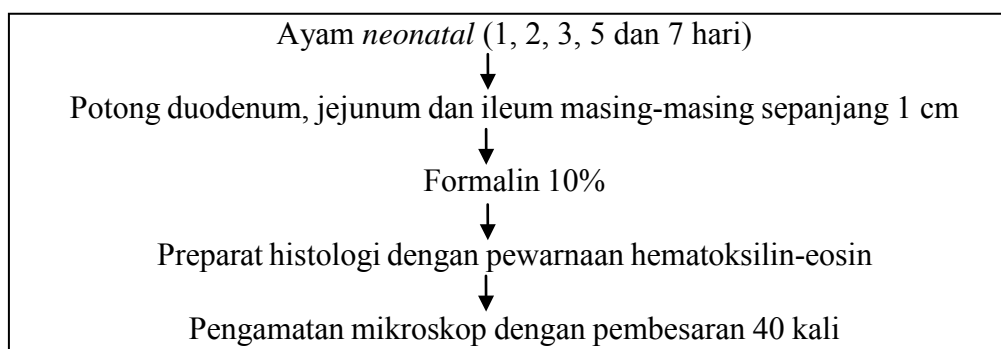 Ayam neonatal (1, 2, 3, 5 dan 7 hari)
Potong duodenum, jejunum dan ileum masing-masing sepanjang 1 cm
Formalin 10%
Preparat histologi dengan pewarnaan hematoksilin-eosin
Pengamatan mikroskop dengan pembesaran 40 kali